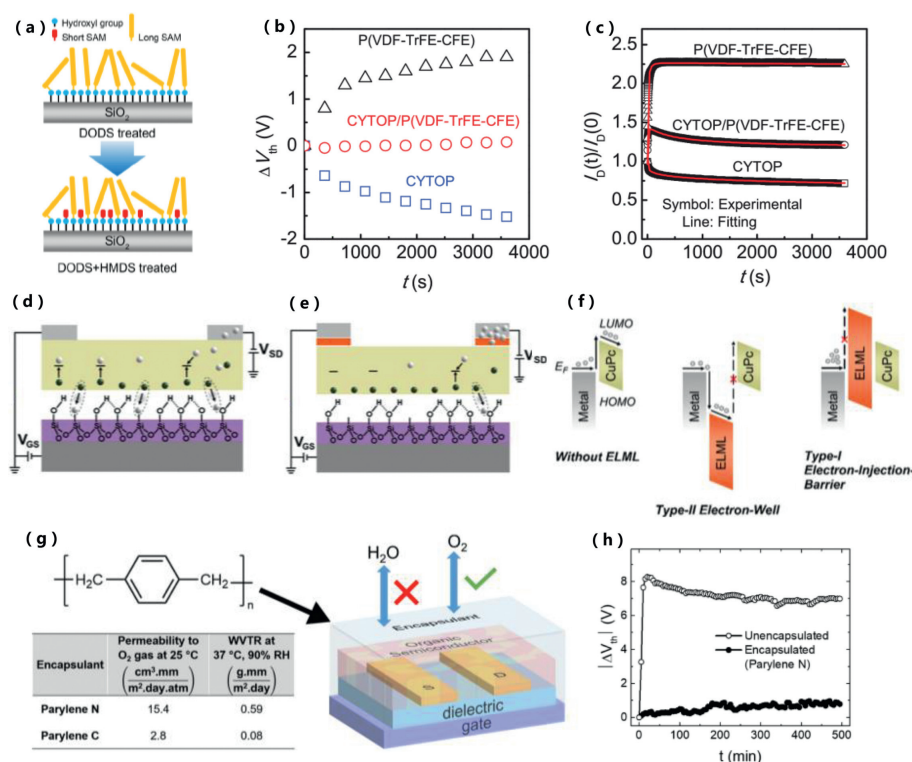 (a)
Hydroxyl group
Long SAM
Short SAM
SiO2
DODS treated
SiO2
DODS+HMDS treated
(b)
P(VDF-TrFE-CFE)
CYTOP/P(VDF-TrFE-CFE)
CYTOP
Δ Vth (V)
2
1
0
-1
-2
0 1000 2000 3000 4000
t (s)
(c)
P(VDF-TrFE-CFE)
CYTOP/P(VDF-TrFE-CFE)
CYTOP
Symbol: Experimental
Line: Fitting
ID(t)/ID(0)
2.5
2.0
1.5
1.0
0.5
0.0
0 1000 2000 3000 4000
t (s)
(d)
VSD
VGS
(e)
VSD
VGS
(f)
LUMO
EF
CuPc
HOMO
Metal
Without ELML
Metal
ELML
CuPc
Type-II Electron-Well
Metal
ELML
CuPc
Type-I
Electron-Injection-
Barrier
(g)
H2C
CH2
n
Encapsulant
Permeability to
O2 gas at 25 °C
(cm3.mm
m2.day.atm)
WVTR at
37 °C, 90% RH
(g.mm
m2.day)
Parylene N 15.4 0.59
Parylene C 2.8 0.08
H2O
O2
Encapsulant
Organic
Semiconductor
S
D
dielectric
gate
(h)
|ΔVth| (V)
8
6
4
2
0
Unencapsulated
Encapsulated
(Parylene N)
0 100 200 300 400 500
t (min)